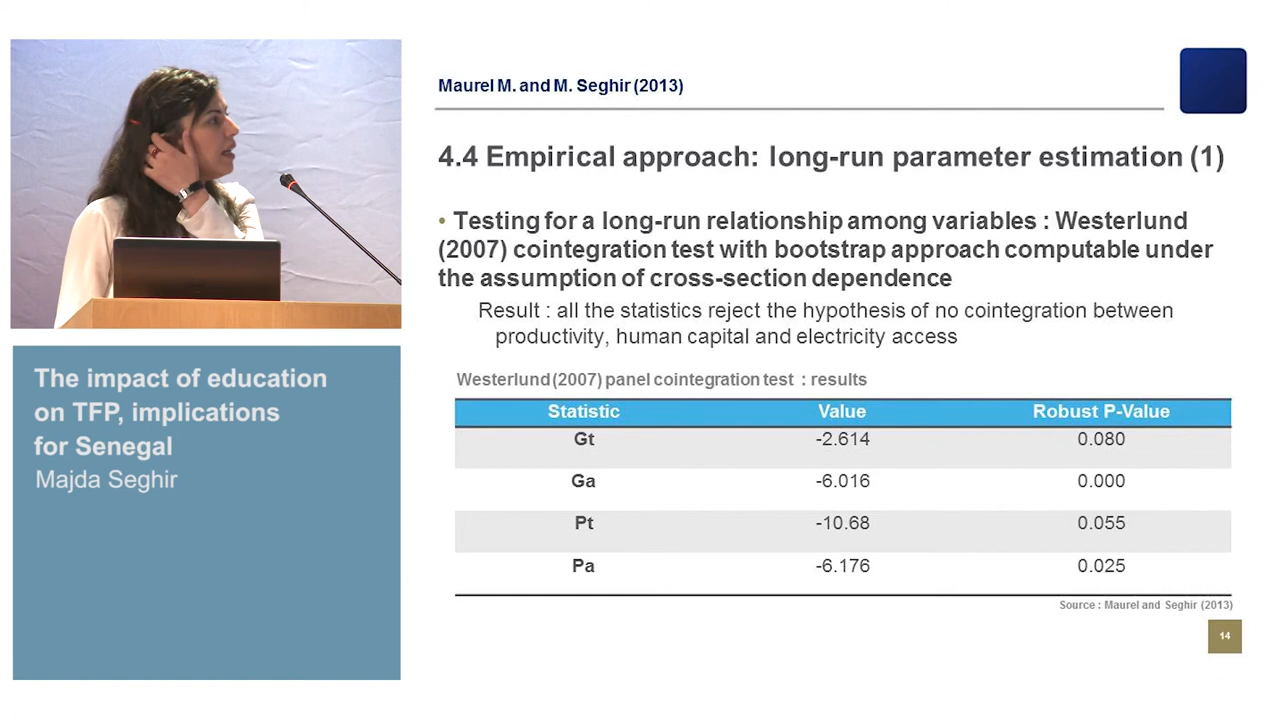 Maurel M. and M. Seghir (2013)
4.4 Empirical approach: long-run parameter estimation (1)
• Testing for a long-run relationship among variables : Westerlund
(2007) cointegration test with bootstrap approach computable under
the assumption of cross-section dependence
Result : all the statistics reject the hypothesis of no cointegration between
productivity, human capital and electricity access
Westerlund (2007) panel cointegration test : results
Statistic Value Robust P-Value
Gt -2.614 0.080
Ga -6.016 0.000
Pt -10.68 0.055
Pa -6.176 0.025
Source : Maurel and Seghir (2013)
14
The impact of education
on TFP, implications
for Senegal
Majda Seghir